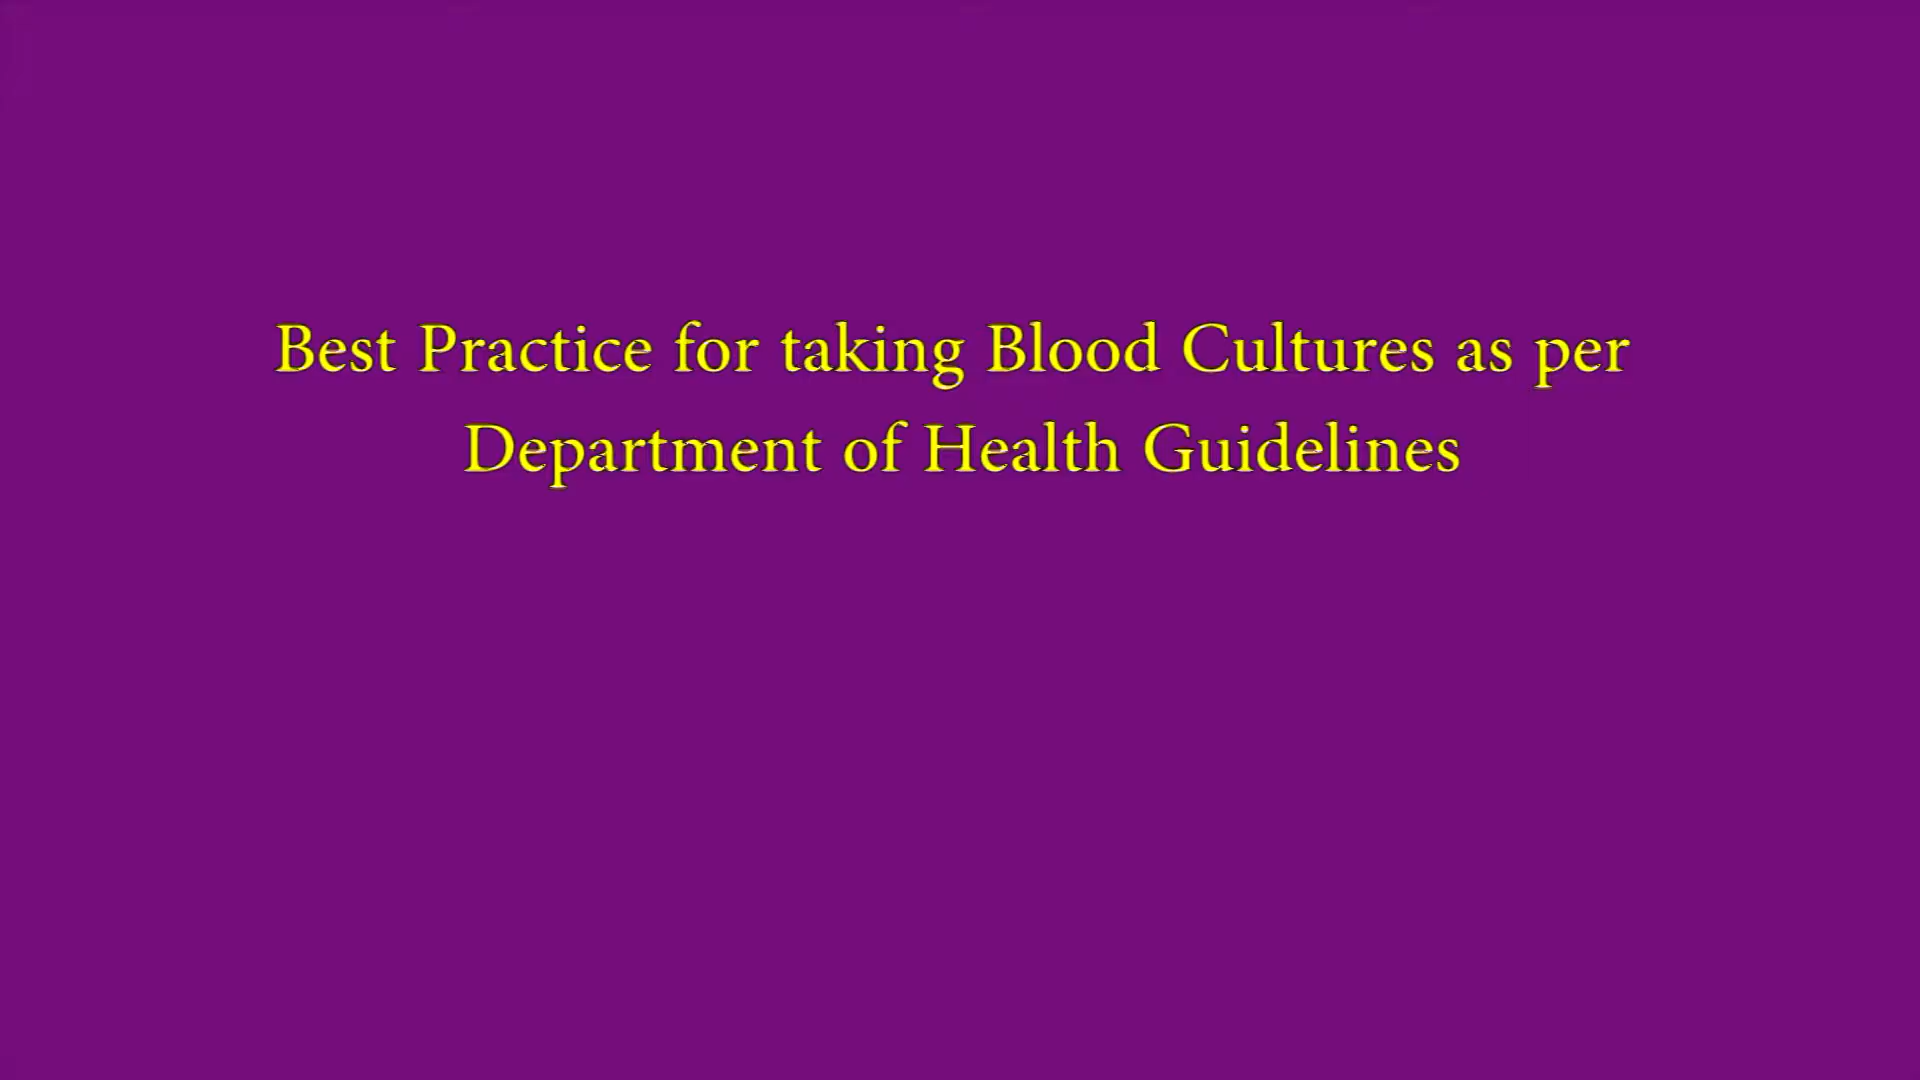 Best Practice for taking Blood Cultures as per
Department of Health Guidelines